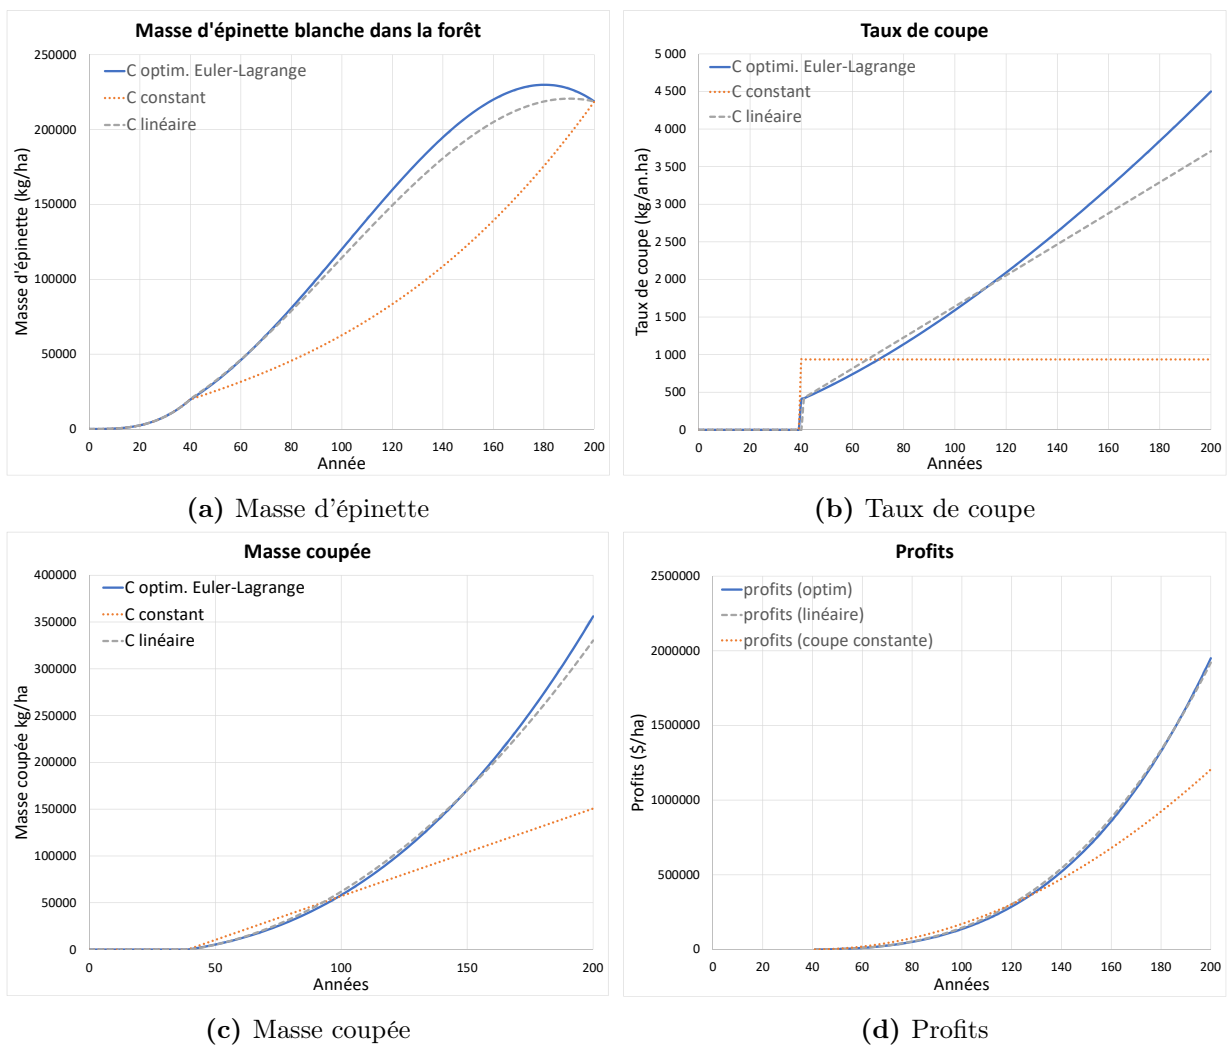 Masse d'épinette blanche dans la forêt
C optim. Euler-Lagrange
C constant
C linéaire
Masse d'épinette (kg/ha)
250000
200000
150000
100000
50000
0
0 20 40 60 80 100 120 140 160 180 200
Année
(a) Masse d'épinette
Taux de coupe
C optimi. Euler-Lagrange
C constant
C linéaire
Taux de coupe (kg/an.ha)
5 000
4 500
4 000
3 500
3 000
2 500
2 000
1 500
1 000
500
0
0 20 40 60 80 100 120 140 160 180 200
Années
(b) Taux de coupe
Masse coupée
C optim. Euler-Lagrange
C constant
C linéaire
Masse coupée kg/ha
400000
350000
300000
250000
200000
150000
100000
50000
0
0 50 100 150 200
Années
(c) Masse coupée
Profits
profits (optim)
profits (linéaire)
profits (coupe constante)
Profits ($/ha)
2500000
2000000
1500000
1000000
500000
0
0 20 40 60 80 100 120 140 160 180 200
Années
(d) Profits